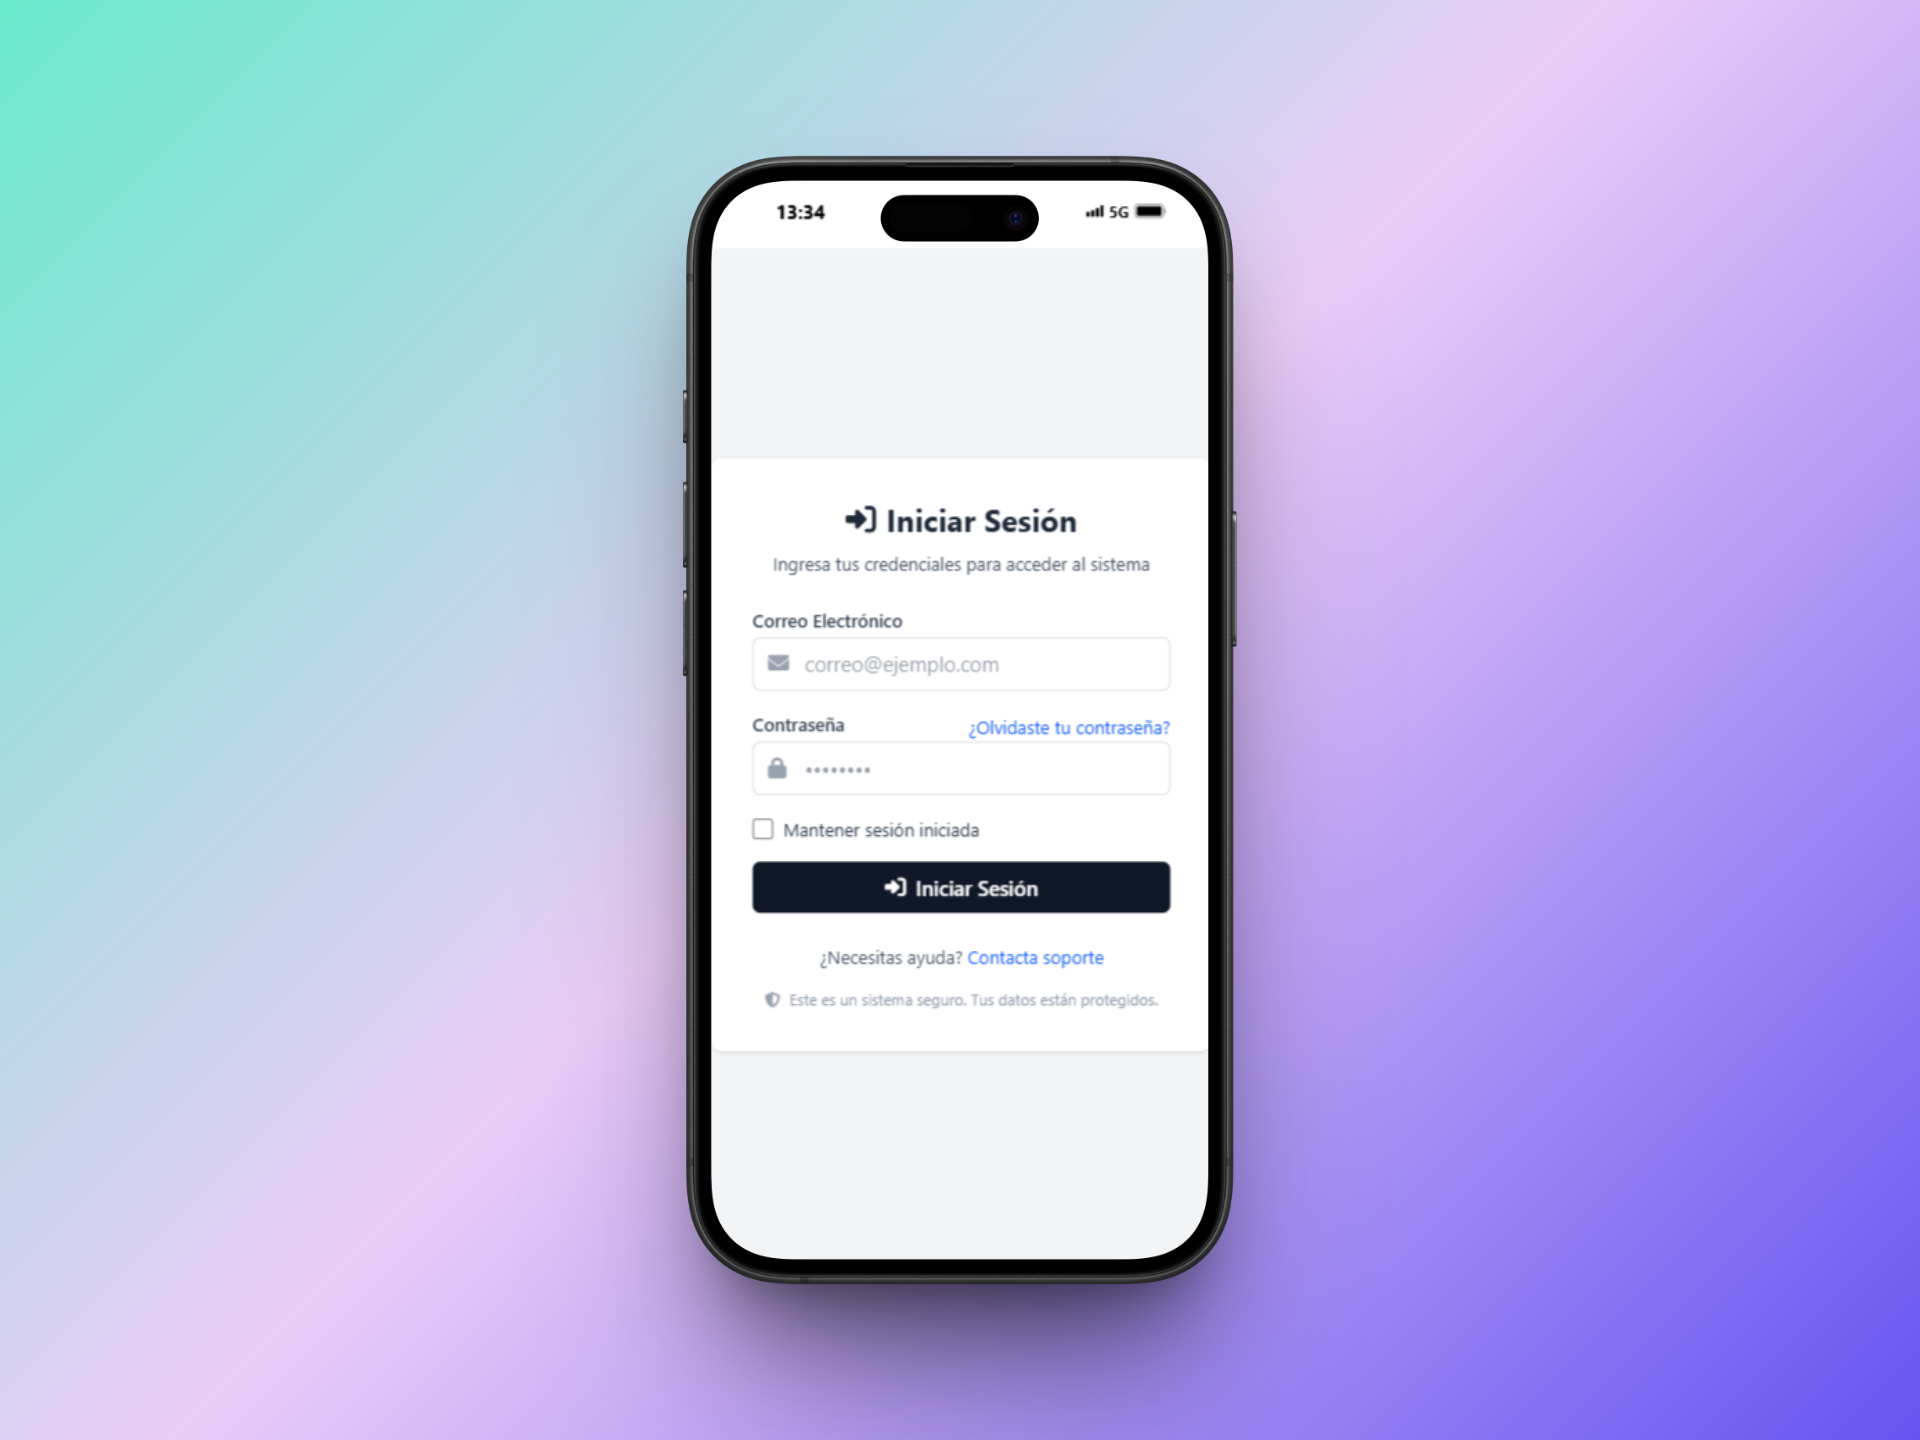 13:34
5G
Iniciar Sesión
Ingresa tus credenciales para acceder al sistema
Correo Electrónico
correo@ejemplo.com
Contraseña
¿Olvidaste tu contraseña?
••••••••
Mantener sesión iniciada
Iniciar Sesión
¿Necesitas ayuda? Contacta soporte
Este es un sistema seguro. Tus datos están protegidos.